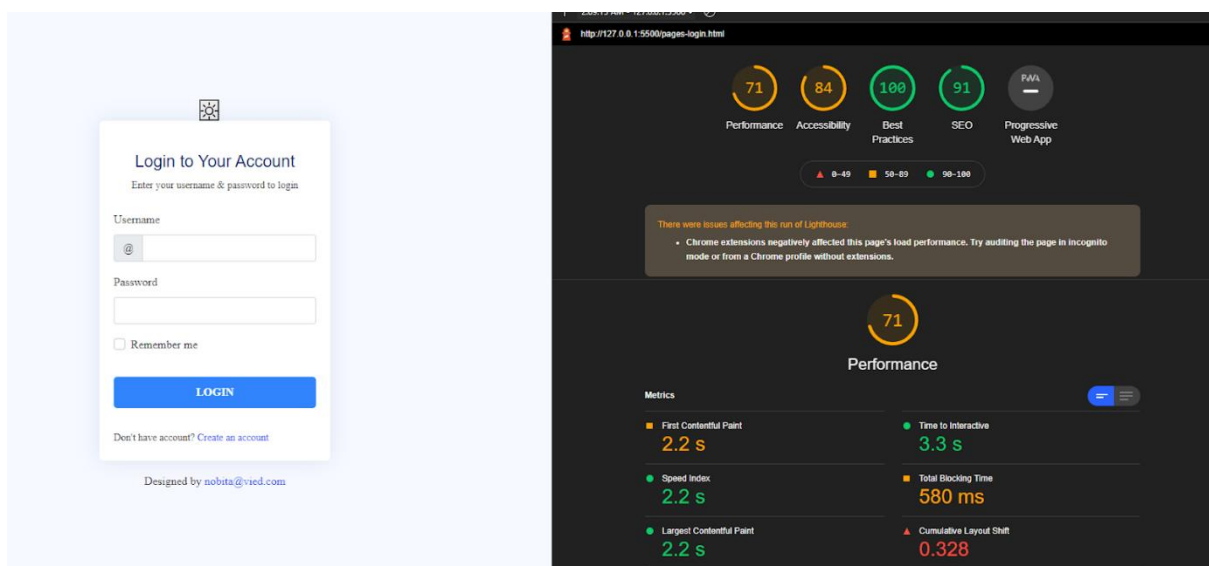 Login to Your Account
Enter your username & password to login
Username
@
Password
Remember me
LOGIN
Don't have account? Create an account
Designed by nobita@vied.com
http://127.0.0.1:5500/pages-login.html
71 84 100 91 PWA
Performance Accessibility Best Practices SEO Progressive Web App
0-49 50-89 90-100
There were issues affecting this run of Lighthouse:
• Chrome extensions negatively affected this page's load performance. Try auditing the page in incognito
mode or from a Chrome profile without extensions.
71
Performance
Metrics
First Contentful Paint
2.2 s
Time to Interactive
3.3 s
Speed Index
2.2 s
Total Blocking Time
580 ms
Largest Contentful Paint
2.2 s
Cumulative Layout Shift
0.328